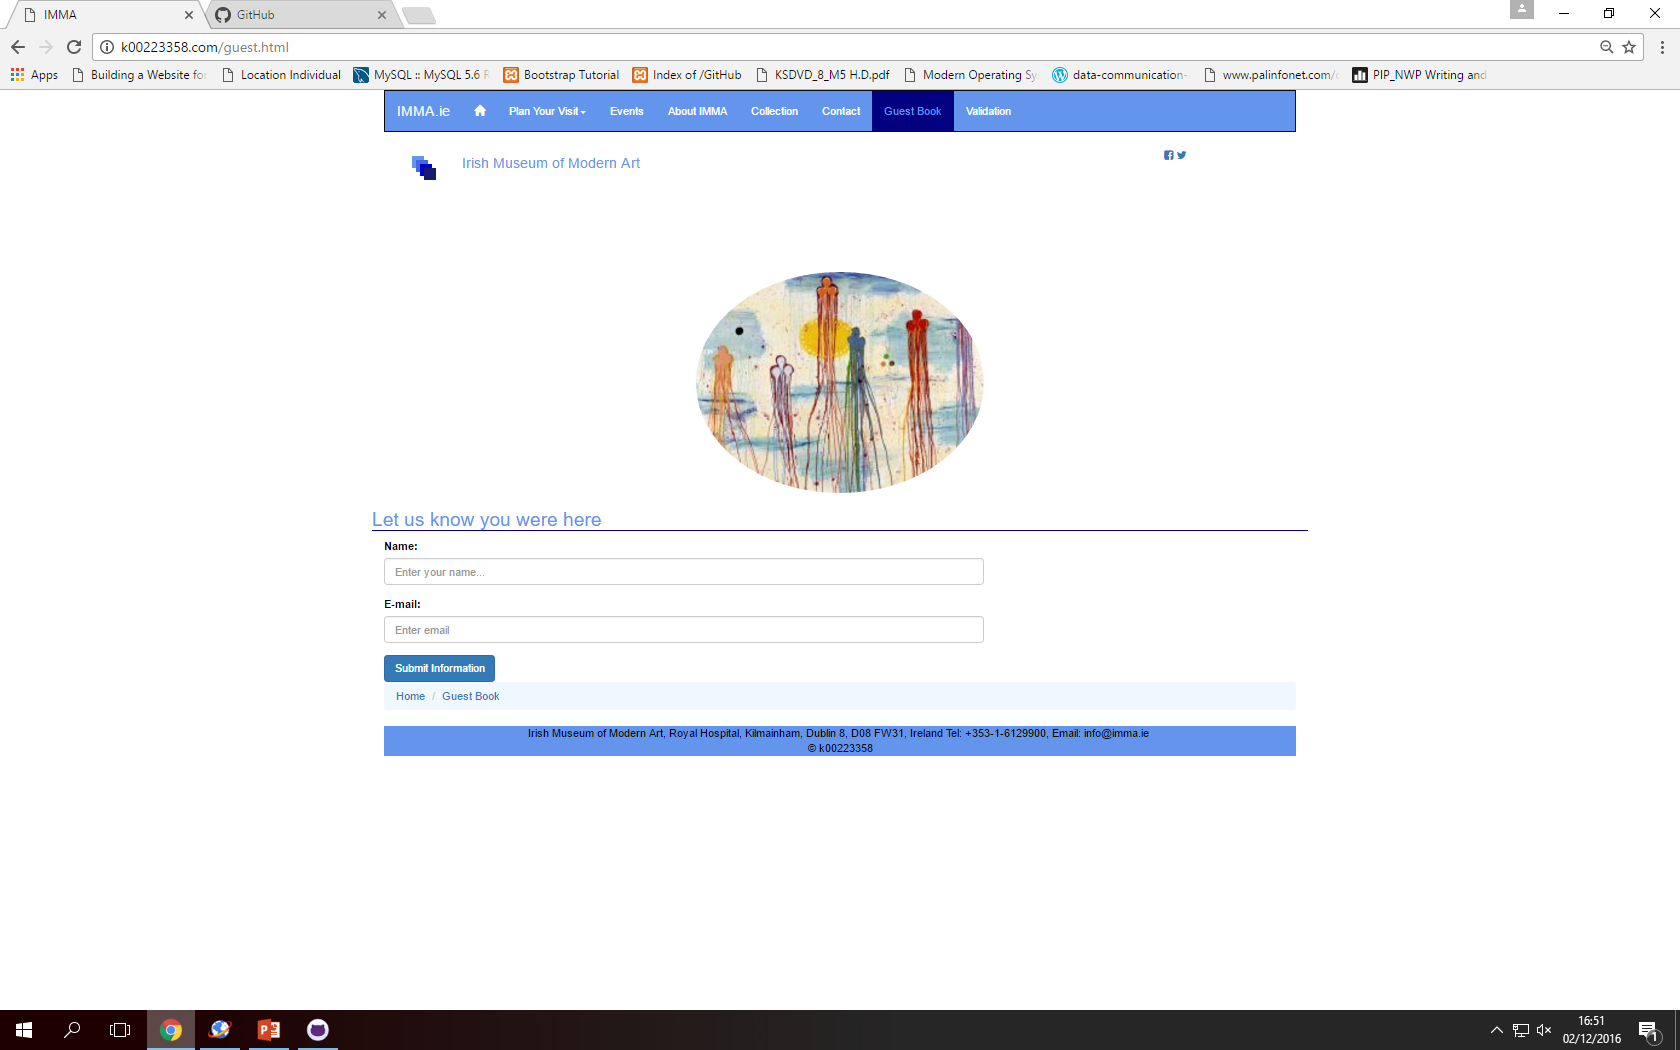 IMMA
GitHub
k00223358.com/guest.html
Apps
Building a Website for
Location Individual
MySQL :: MySQL 5.6 R
Bootstrap Tutorial
Index of /GitHub
KSDVD_8_M5 H.D.pdf
Modern Operating Sy
data-communication-
www.palinfonet.com/
PIP_NWP Writing and
IMMA.ie Plan Your Visit Events About IMMA Collection Contact Guest Book Validation
Irish Museum of Modern Art
Let us know you were here
Name:
Enter your name...
E-mail:
Enter email
Submit Information
Home / Guest Book
Irish Museum of Modern Art, Royal Hospital, Kilmainham, Dublin 8, D08 FW31, Ireland Tel: +353-1-6129900, Email: info@imma.ie
© k00223358
16:51
02/12/2016
1